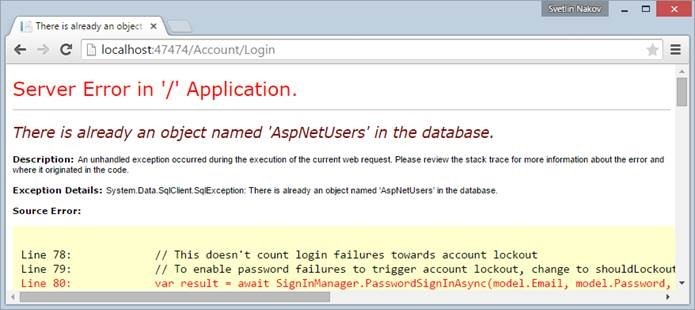 Svetlin Nakov
There is already an object
localhost:47474/Account/Login
Server Error in '/' Application.
There is already an object named 'AspNetUsers' in the database.
Description: An unhandled exception occurred during the execution of the current web request. Please review the stack trace for more information about the error and
where it originated in the code.
Exception Details: System.Data.SqlClient.SqlException: There is already an object named 'AspNetUsers' in the database.
Source Error:
Line 78: // This doesn't count login failures towards account lockout
Line 79: // To enable password failures to trigger account lockout, change to shouldLockout
Line 80: var result = await SignInManager.PasswordSignInAsync(model.Email, model.Password,